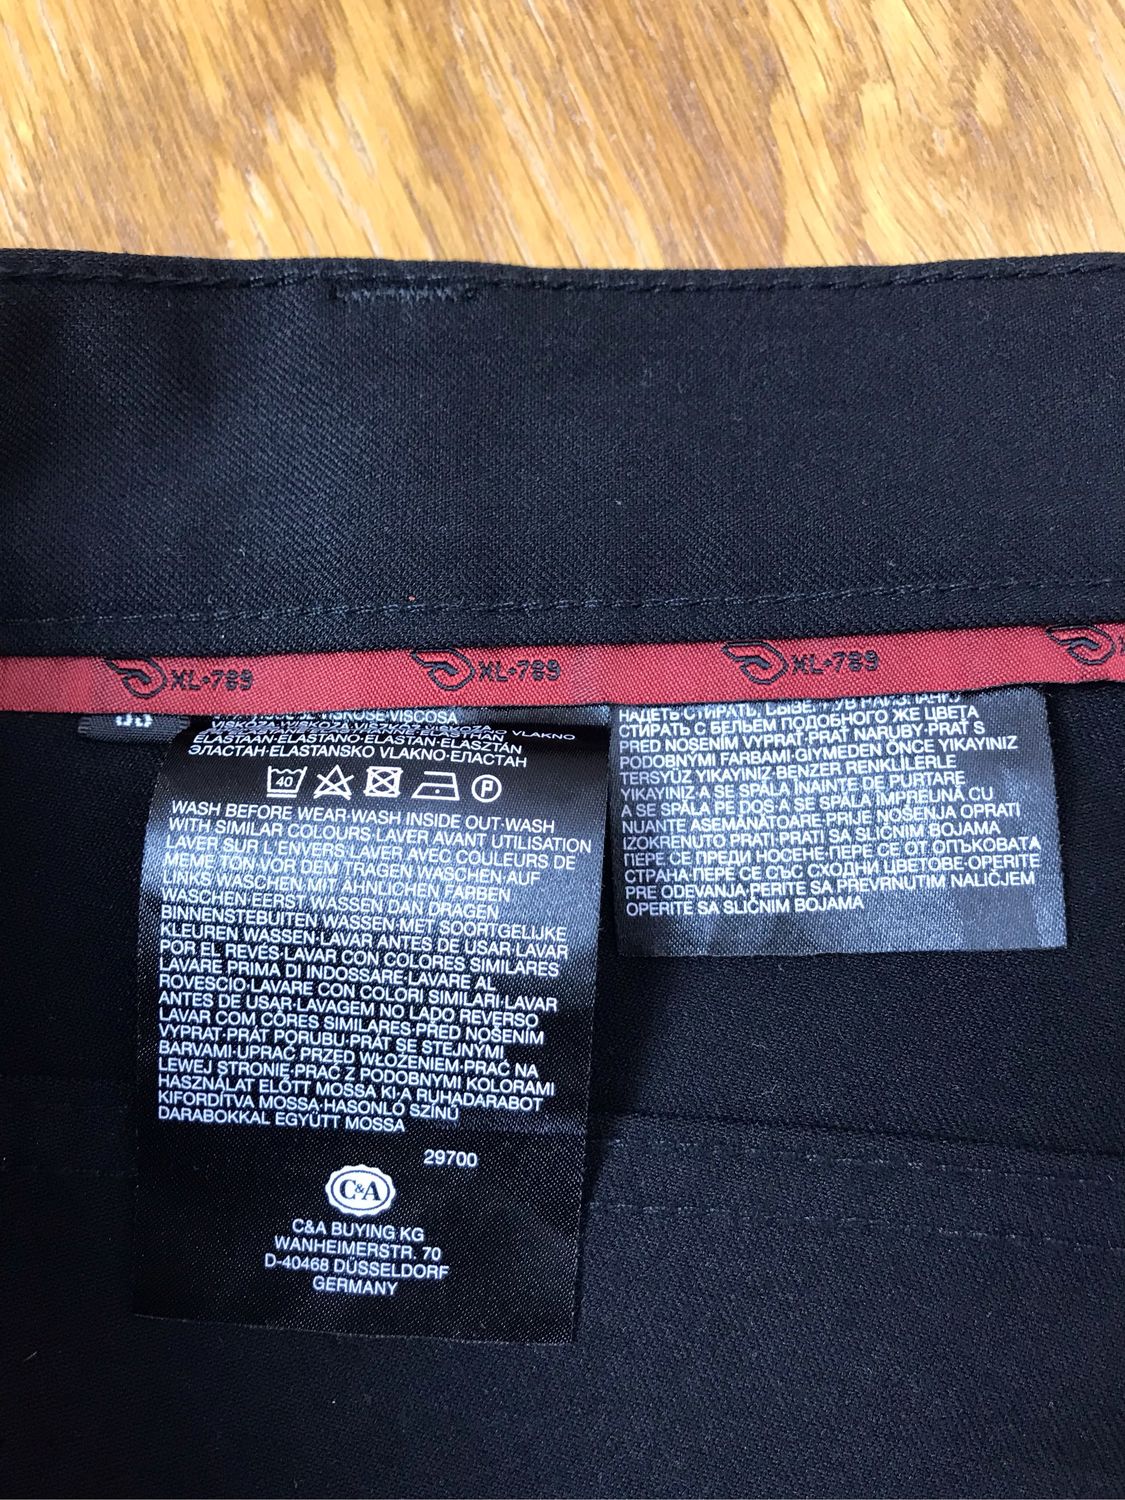 XL-789 XL-789 XL-789
VISKOSE·VISCOSA
ELASTAN·ELASTANO·ELASTAN·ELASZTÁN
ЭЛАСТАН·ELASTANSKO VLAKNO·ЕЛАСТАН
40 P
WASH BEFORE WEAR·WASH INSIDE OUT·WASH
WITH SIMILAR COLOURS·LAVER AVANT UTILISATION
LAVER SUR L'ENVERS·LAVER AVEC COULEURS DE
MEME TON·VOR DEM TRAGEN WASCHEN·AUF
LINKS WASCHEN·MIT ÄHNLICHEN FARBEN
WASCHEN·EERST WASSEN DAN DRAGEN
BINNENSTEBUITEN WASSEN·MET SOORTGELIJKE
KLEUREN WASSEN·LAVAR ANTES DE USAR·LAVAR
POR EL REVÉS·LAVAR CON COLORES SIMILARES
LAVARE PRIMA DI INDOSSARE·LAVARE AL
ROVESCIO·LAVARE CON COLORI SIMILARI·LAVAR
ANTES DE USAR·LAVAGEM NO LADO REVERSO
LAVAR COM CÔRES SIMILARES·PŘED NOŠENÍM
VYPRAT·PRÁT PORUBU·PRÁT SE STEJNÝMI
BARVAMI·UPRAĆ PRZED WŁOŻENIEM·PRAĆ NA
LEWEJ STRONIE·PRAĆ Z PODOBNYMI KOLORAMI
HASZNÁLAT ELŐTT MOSSA KI·A RUHADARABOT
KIFORDÍTVA MOSSA·HASONLÓ SZÍNŰ
DARABOKKAL EGYÜTT MOSSA
29700
C&A
C&A BUYING KG
WANHEIMERSTR. 70
D-40468 DÜSSELDORF
GERMANY
СТИРАТЬ С БЕЛЬЕМ ПОДОБНОГО ЖЕ ЦВЕТА
PRED NOSENÍM VYPRAT·PRAT NARUBY·PRAT S
PODOBNYMI FARBAMI·GIYMEDEN ÖNCE YIKAYINIZ
TERSYÜZ YIKAYINIZ·BENZER RENKLİLERLE
YIKAYINIZ·A SE SPĂLA ÎNAINTE DE PURTARE
A SE SPĂLA PE DOS·A SE SPĂLA ÎMPREUNĂ CU
NUANTE ASEMĂNĂTOARE·PRIJE NOŠENJA OPRATI
IZOKRENUTO PRATI·PRATI SA SLIČNIM BOJAMA
ПЕРЕ СЕ ПРЕДИ НОСЕНЕ·ПЕРЕ СЕ ОТ ОПЪКОВАТА
СТРАНА·ПЕРЕ СЕ СЪС СХОДНИ ЦВЕТОВЕ·OPERITE
PRE ODEVANJA·PERITE SA PREVRNUTIM NALIČJEM
OPERITE SA SLIČNIM BOJAMA